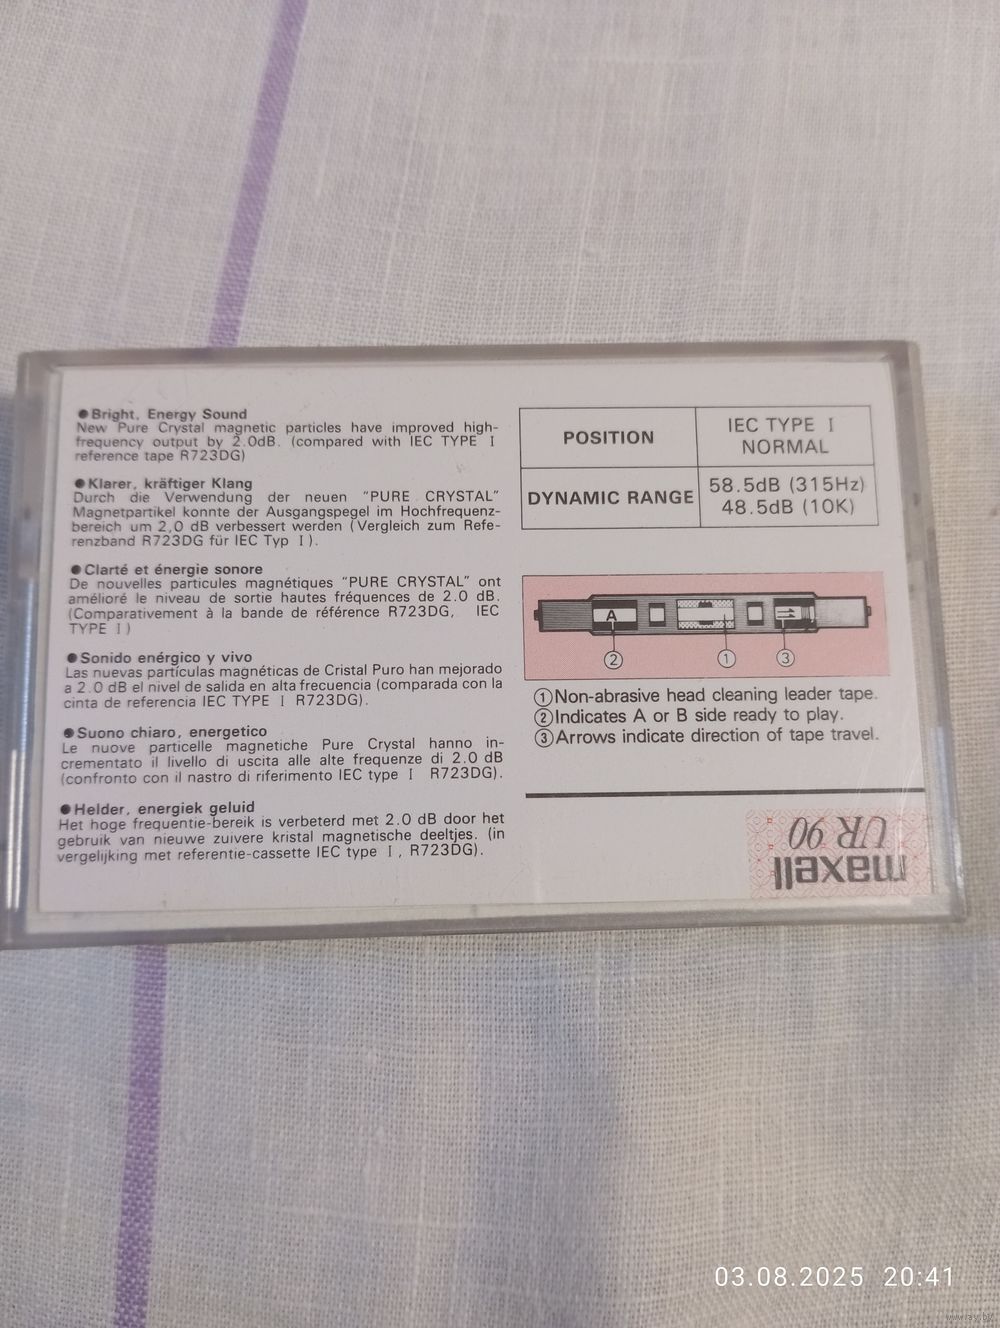 ●Bright, Energy Sound
New Pure Crystal magnetic particles have improved high-
frequency output by 2.0dB. (compared with IEC TYPE I
reference tape R723DG)
●Klarer, kräftiger Klang
Durch die Verwendung der neuen "PURE CRYSTAL"
Magnetpartikel konnte der Ausgangspegel im Hochfrequenz-
bereich um 2,0 dB verbessert werden (Vergleich zum Refe-
renzband R723DG für IEC Typ I).
●Clarté et énergie sonore
De nouvelles particules magnétiques "PURE CRYSTAL" ont
amélioré le niveau de sortie hautes fréquences de 2.0 dB.
(Comparativement à la bande de référence R723DG, IEC
TYPE I)
●Sonido enérgico y vivo
Las nuevas partículas magnéticas de Cristal Puro han mejorado
a 2.0 dB el nivel de salida en alta frecuencia (comparada con la
cinta de referencia IEC TYPE I R723DG).
●Suono chiaro, energetico
Le nuove particelle magnetiche Pure Crystal hanno in-
crementato il livello di uscita alle alte frequenze di 2.0 dB
(confronto con il nastro di riferimento IEC type I R723DG).
●Helder, energiek geluid
Het hoge frequentie-bereik is verbeterd met 2.0 dB door het
gebruik van nieuwe zuivere kristal magnetische deeltjes. (in
vergelijking met referentie-cassette IEC type I, R723DG).
POSITION
IEC TYPE I
NORMAL
DYNAMIC RANGE
58.5dB (315Hz)
48.5dB (10K)
A
② ① ③
①Non-abrasive head cleaning leader tape.
②Indicates A or B side ready to play.
③Arrows indicate direction of tape travel.
maxell
UR 90
03.08.2025 20:41
www.ay.by